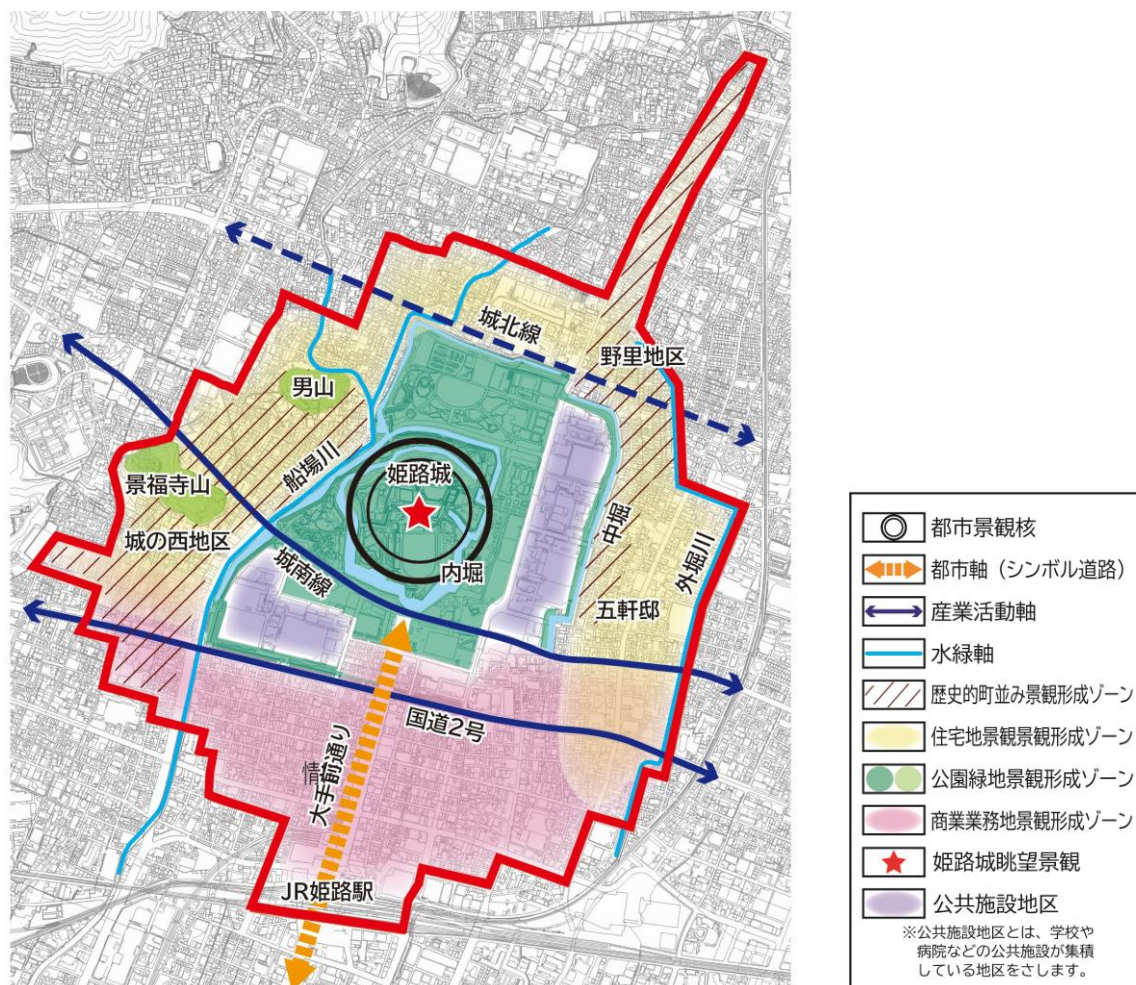 城北線
野里地区
男山
船場川
姫路城
景福寺山
中堀
城の西地区
城南線
内堀
外堀川
五軒邸
国道2号
大手前通り
情
JR姫路駅
都市景観核
都市軸（シンボル道路）
産業活動軸
水緑軸
歴史的町並み景観形成ゾーン
住宅地景観景観形成ゾーン
公園緑地景観形成ゾーン
商業業務地景観形成ゾーン
姫路城眺望景観
公共施設地区
※公共施設地区とは、学校や
病院などの公共施設が集積
している地区をさします。